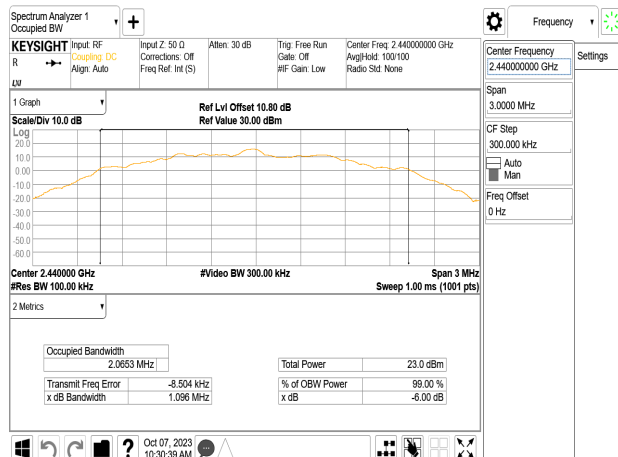 Spectrum Analyzer 1
Occupied BW
Frequency
KEYSIGHT
R
Input: RF
Coupling: DC
Align: Auto
Input Z: 50 Ω
Corrections: Off
Freq Ref: Int (S)
Atten: 30 dB
Trig: Free Run
Gate: Off
#IF Gain: Low
Center Freq: 2.440000000 GHz
Avg|Hold: 100/100
Radio Std: None
Center Frequency
2.440000000 GHz
Settings
Span
3.0000 MHz
CF Step
300.000 kHz
Auto
Man
Freq Offset
0 Hz
1 Graph
Scale/Div 10.0 dB
Ref Lvl Offset 10.80 dB
Ref Value 30.00 dBm
Log
20.0
10.0
0.00
-10.0
-20.0
-30.0
-40.0
-50.0
-60.0
Center 2.440000 GHz
#Res BW 100.00 kHz
#Video BW 300.00 kHz
Span 3 MHz
Sweep 1.00 ms (1001 pts)
2 Metrics
Occupied Bandwidth
2.0653 MHz
Total Power 23.0 dBm
Transmit Freq Error -8.504 kHz
% of OBW Power 99.00 %
x dB Bandwidth 1.096 MHz
x dB -6.00 dB
?
Oct 07, 2023
10:30:39 AM